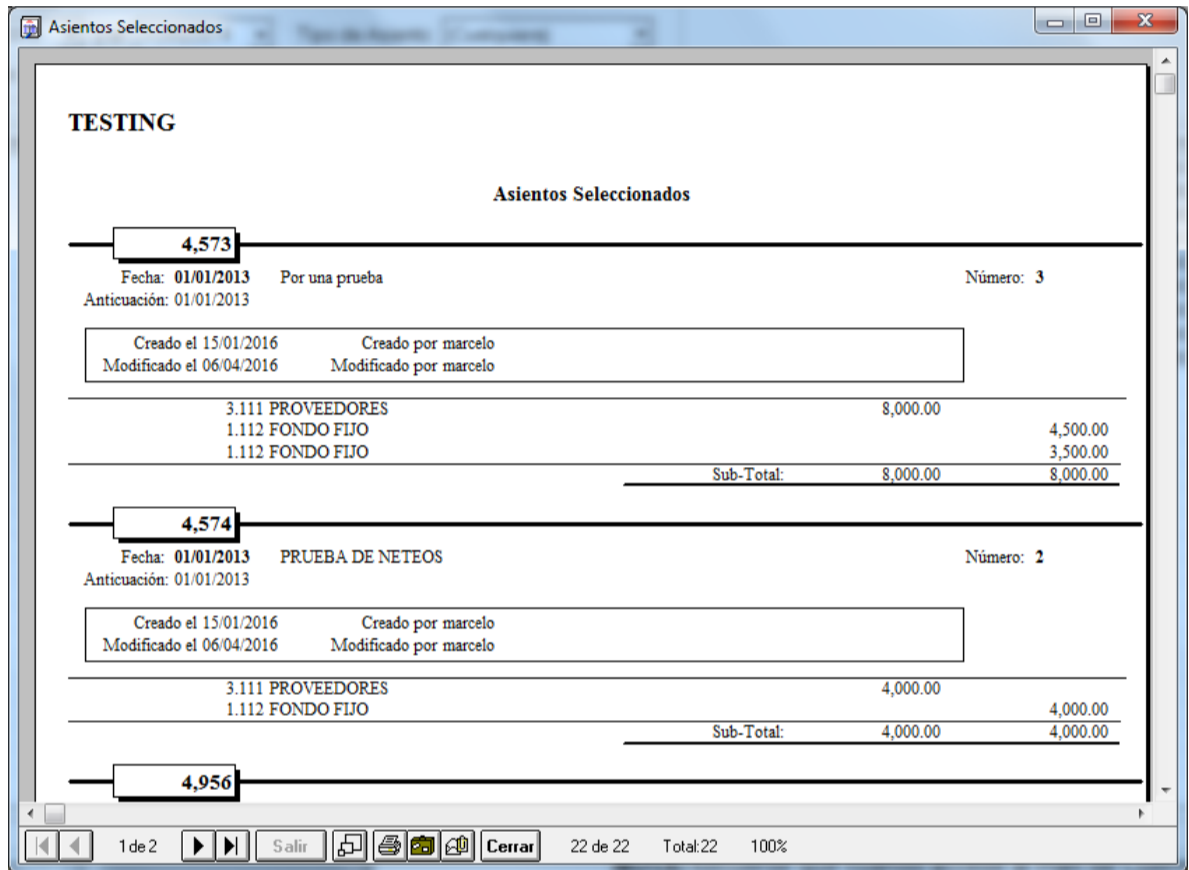 Asientos Seleccionados
TESTING
Asientos Seleccionados
4,573
Fecha: 01/01/2013 Por una prueba Número: 3
Anticuación: 01/01/2013
Creado el 15/01/2016 Creado por marcelo
Modificado el 06/04/2016 Modificado por marcelo
3.111 PROVEEDORES 8,000.00
1.112 FONDO FIJO 4,500.00
1.112 FONDO FIJO 3,500.00
Sub-Total: 8,000.00 8,000.00
4,574
Fecha: 01/01/2013 PRUEBA DE NETEOS Número: 2
Anticuación: 01/01/2013
Creado el 15/01/2016 Creado por marcelo
Modificado el 06/04/2016 Modificado por marcelo
3.111 PROVEEDORES 4,000.00
1.112 FONDO FIJO 4,000.00
Sub-Total: 4,000.00 4,000.00
4,956
1 de 2 Salir Cerrar 22 de 22 Total:22 100%